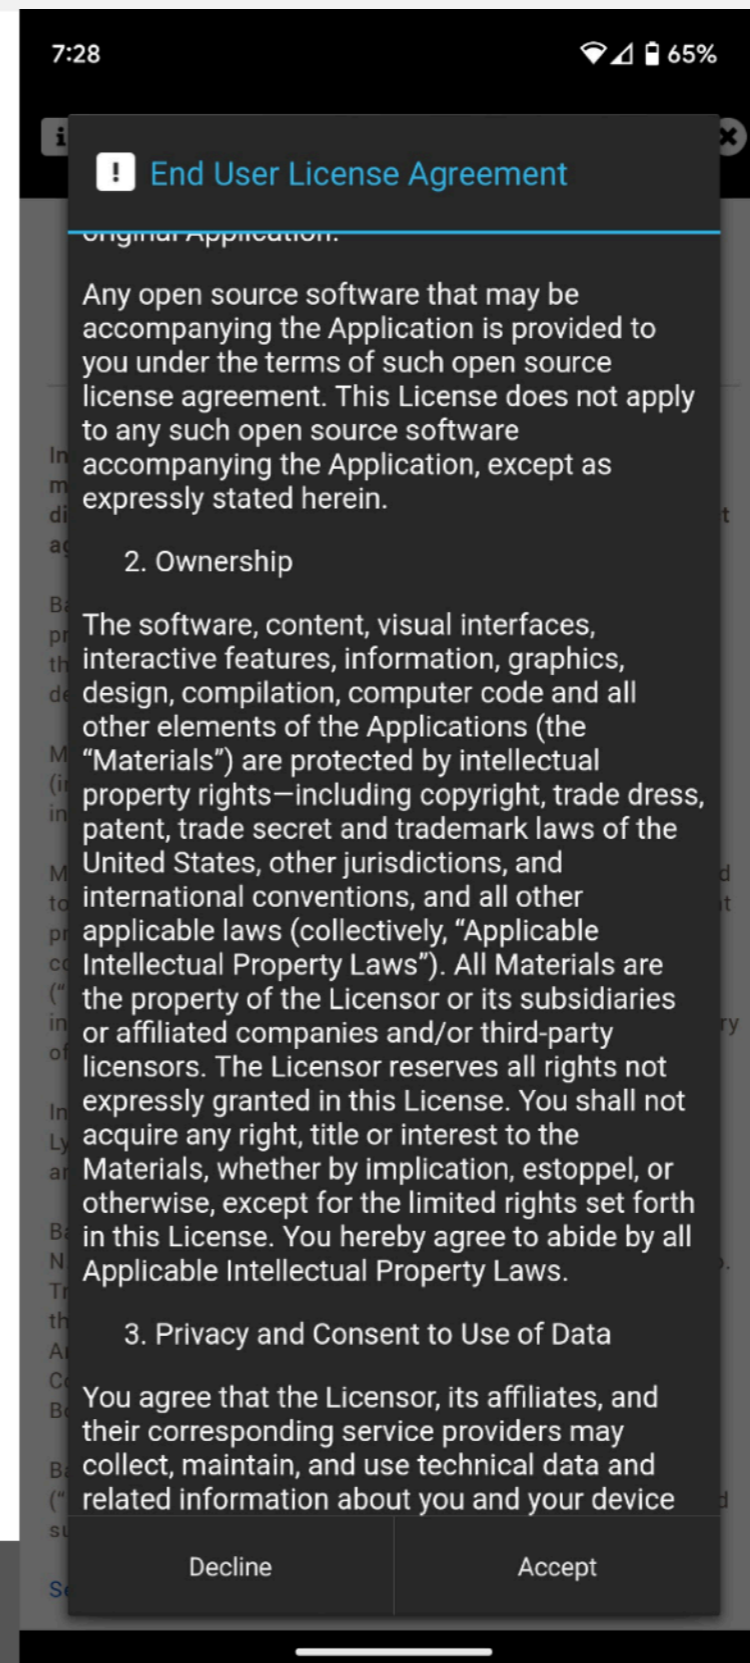 7:28
65%
End User License Agreement
original Application.
Any open source software that may be
accompanying the Application is provided to
you under the terms of such open source
license agreement. This License does not apply
to any such open source software
accompanying the Application, except as
expressly stated herein.
2. Ownership
The software, content, visual interfaces,
interactive features, information, graphics,
design, compilation, computer code and all
other elements of the Applications (the
“Materials”) are protected by intellectual
property rights—including copyright, trade dress,
patent, trade secret and trademark laws of the
United States, other jurisdictions, and
international conventions, and all other
applicable laws (collectively, “Applicable
Intellectual Property Laws”). All Materials are
the property of the Licensor or its subsidiaries
or affiliated companies and/or third-party
licensors. The Licensor reserves all rights not
expressly granted in this License. You shall not
acquire any right, title or interest to the
Materials, whether by implication, estoppel, or
otherwise, except for the limited rights set forth
in this License. You hereby agree to abide by all
Applicable Intellectual Property Laws.
3. Privacy and Consent to Use of Data
You agree that the Licensor, its affiliates, and
their corresponding service providers may
collect, maintain, and use technical data and
related information about you and your device
Decline
Accept